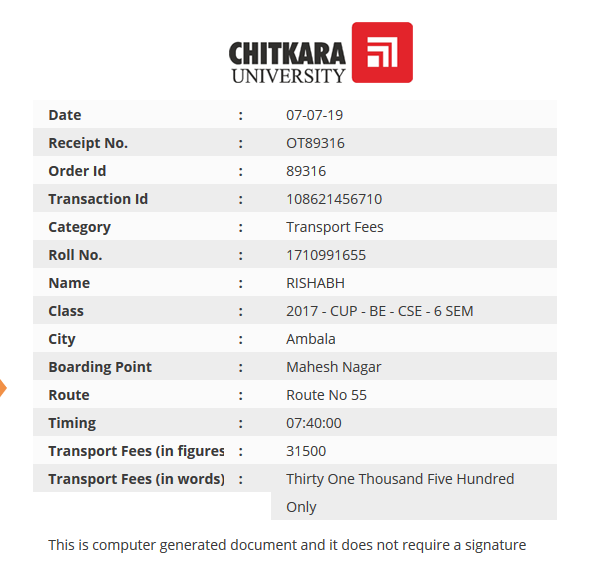 CHITKARA
UNIVERSITY
Date : 07-07-19
Receipt No. : OT89316
Order Id : 89316
Transaction Id : 108621456710
Category : Transport Fees
Roll No. : 1710991655
Name : RISHABH
Class : 2017 - CUP - BE - CSE - 6 SEM
City : Ambala
Boarding Point : Mahesh Nagar
Route : Route No 55
Timing : 07:40:00
Transport Fees (in figures : 31500
Transport Fees (in words) : Thirty One Thousand Five Hundred
Only
This is computer generated document and it does not require a signature